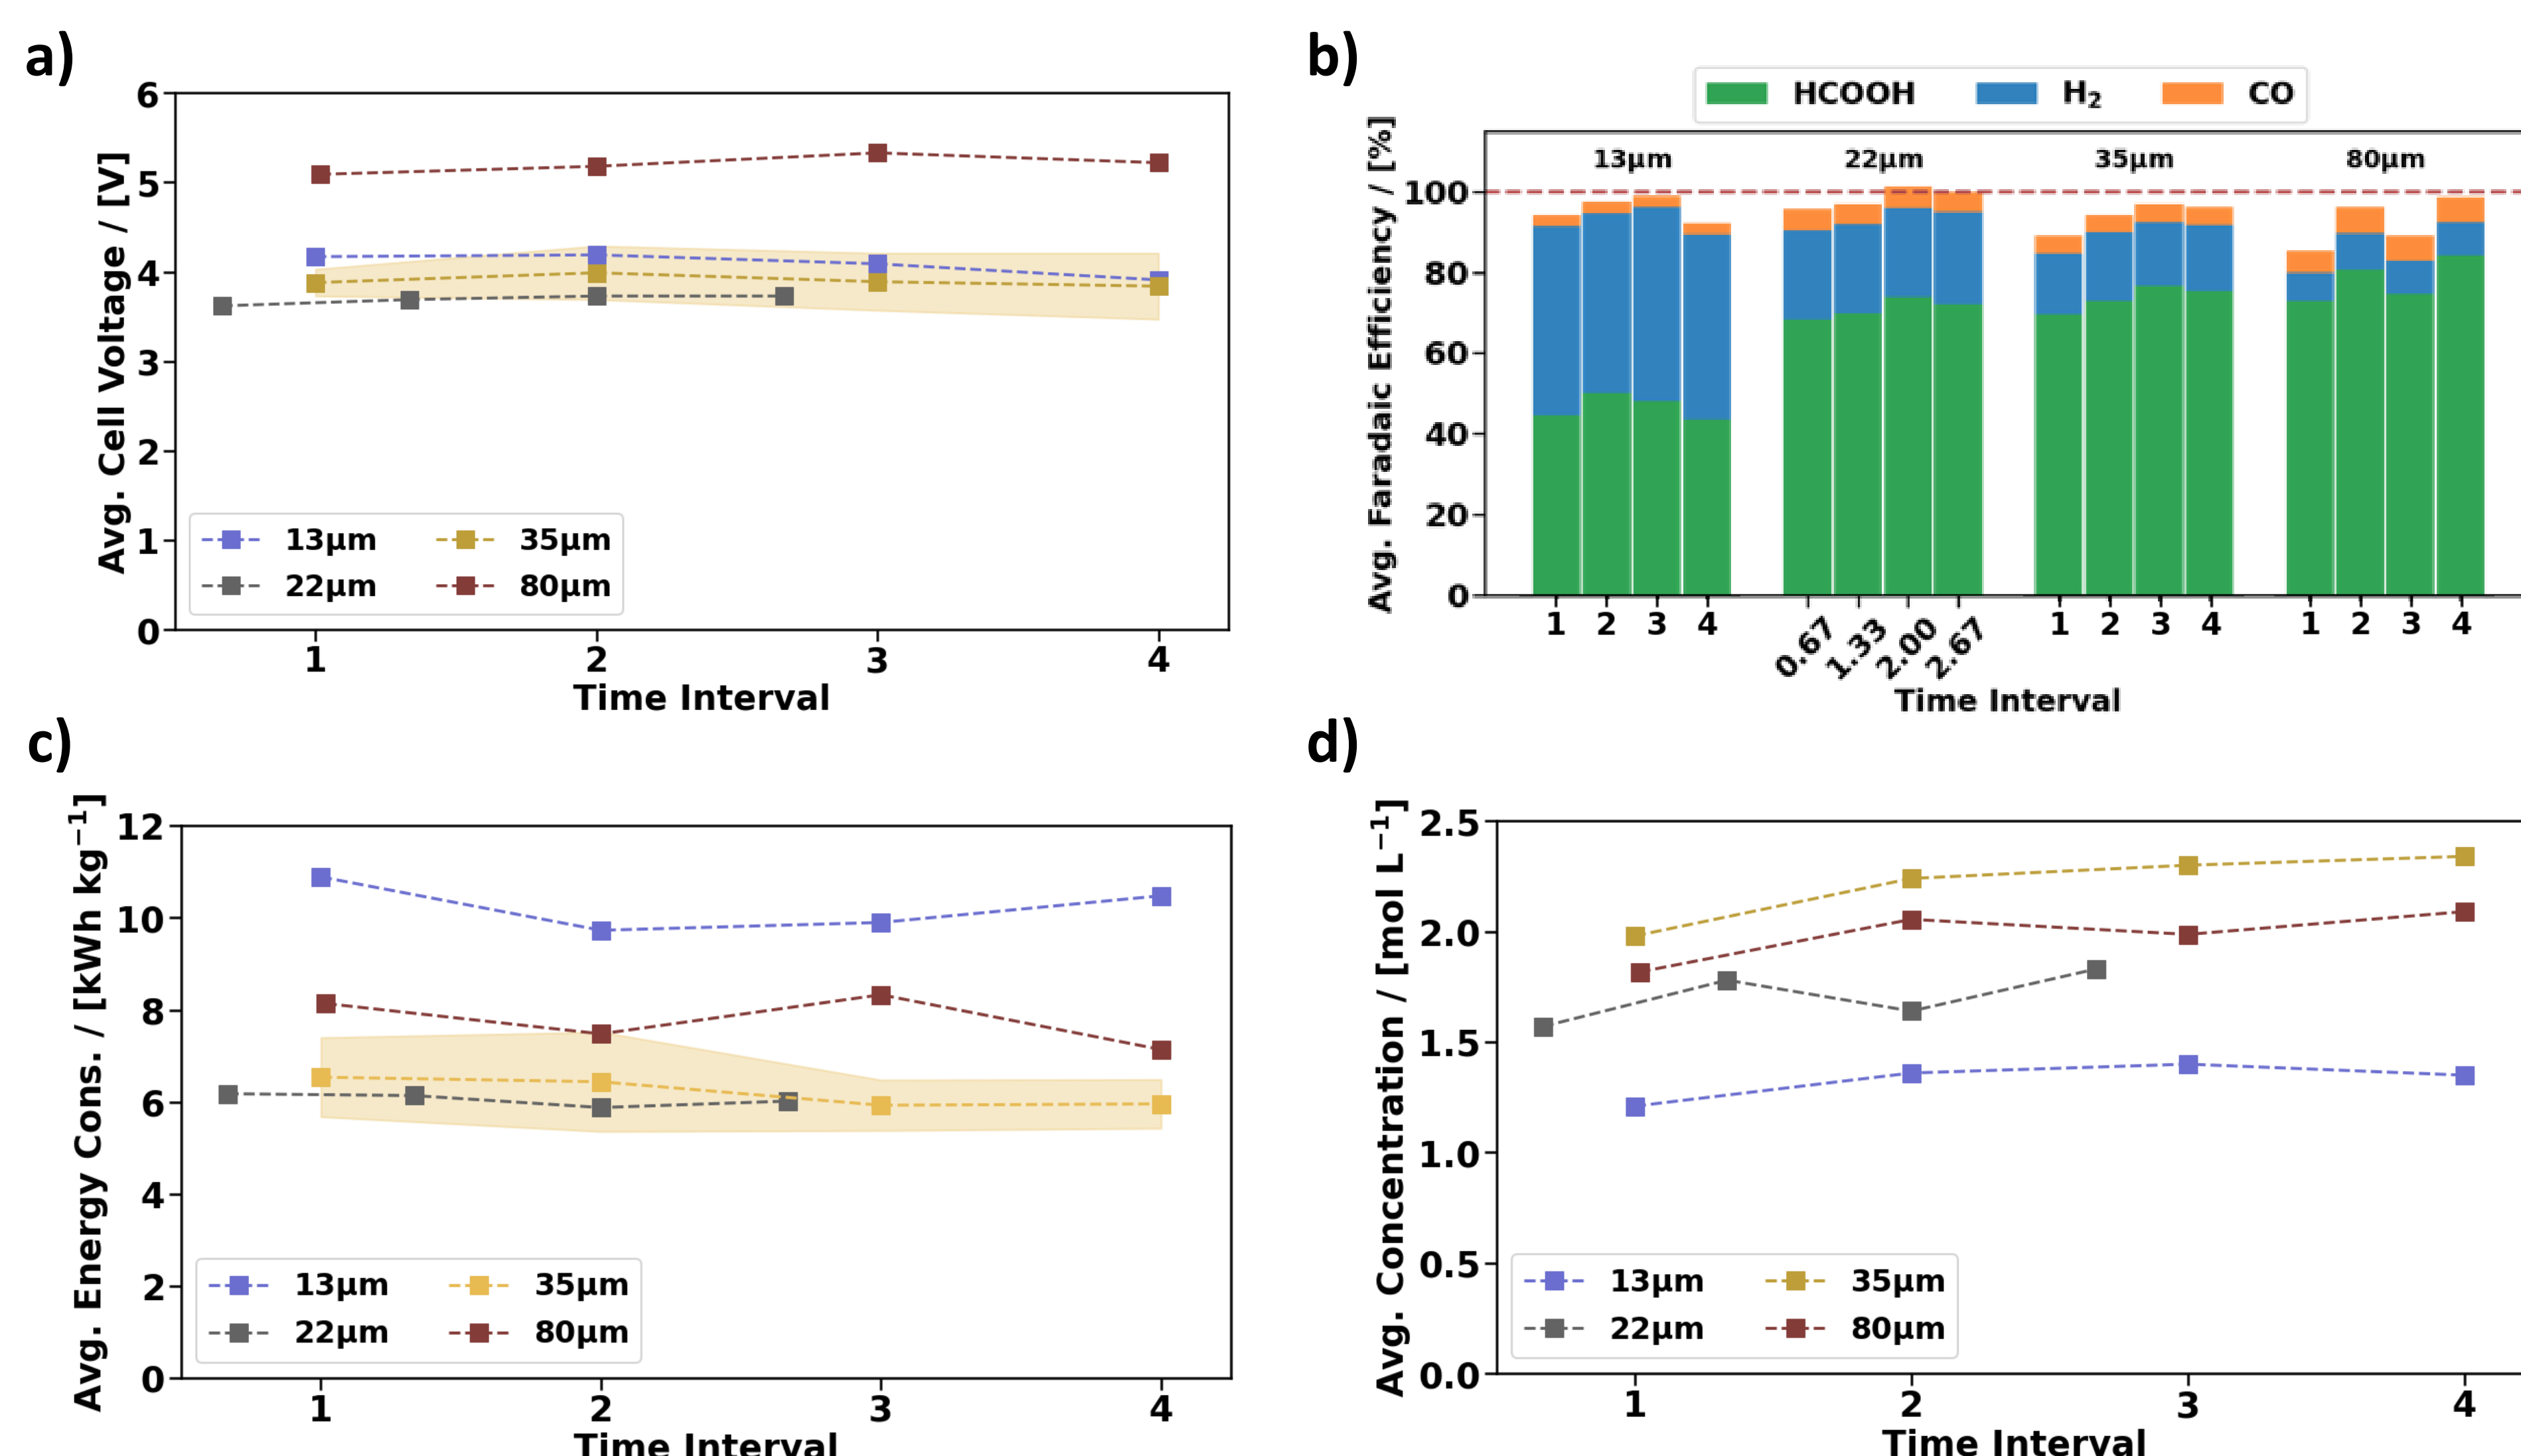 a)
Avg. Cell Voltage / [V]
6
5
4
3
2
1
0
13μm 35μm
22μm 80μm
1 2 3 4
Time Interval
b)
HCOOH H₂ CO
Avg. Faradaic Efficiency / [%]
13μm 22μm 35μm 80μm
100
80
60
40
20
0
1 2 3 4 0.67 1.33 2.00 2.67 1 2 3 4 1 2 3 4
Time Interval
c)
Avg. Energy Cons. / [kWh kg⁻¹]
12
10
8
6
4
2
0
13μm 35μm
22μm 80μm
1 2 3 4
Time Interval
d)
Avg. Concentration / [mol L⁻¹]
2.5
2.0
1.5
1.0
0.5
0.0
13μm 35μm
22μm 80μm
1 2 3 4
Time Interval